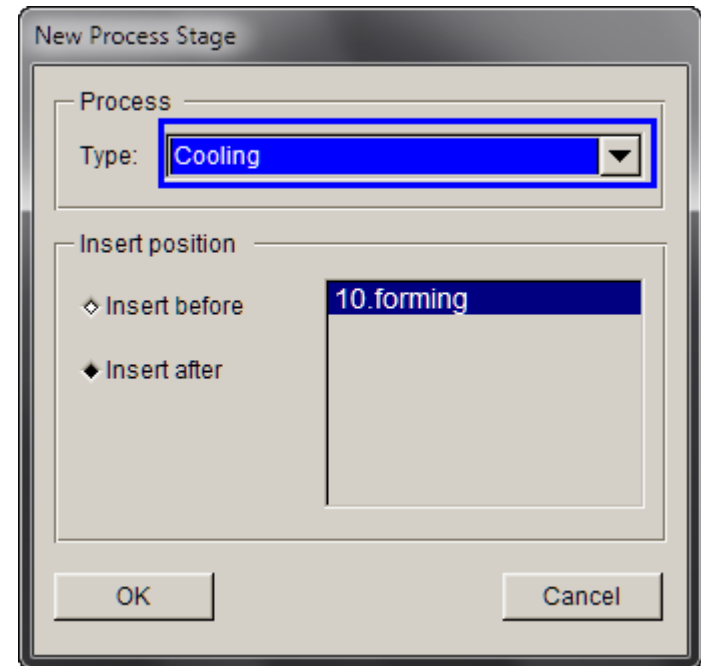 New Process Stage
Process
Type: Cooling
Insert position
Insert before
10.forming
Insert after
OK Cancel